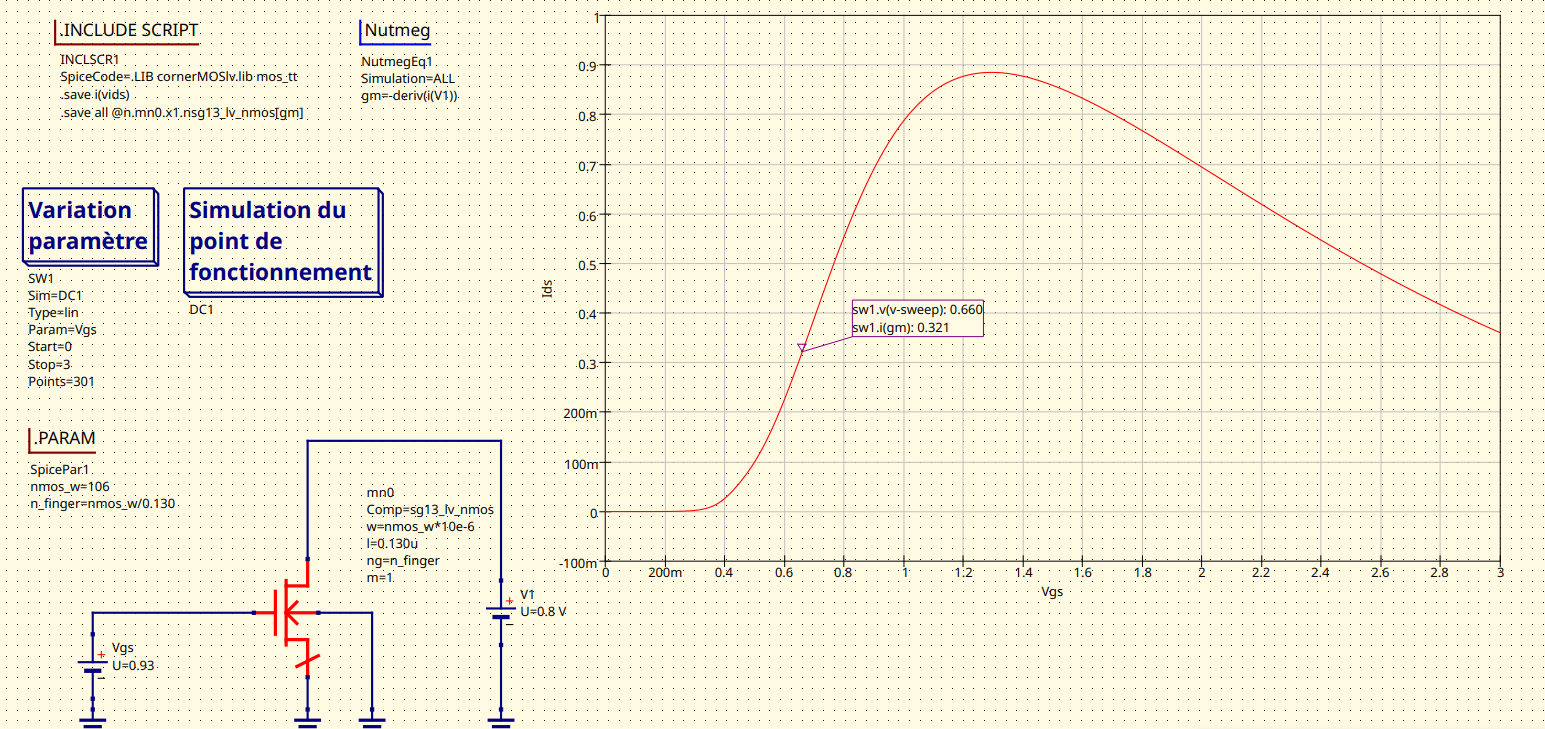 .INCLUDE SCRIPT
INCLSCR1
SpiceCode=.LIB cornerMOSlv.lib mos_tt
.save i(vids)
.save all @n.mn0.x1.nsg13_lv_nmos[gm]
Nutmeg
NutmegEq1
Simulation=ALL
gm=-deriv(i(V1))
Variation
paramètre
SW1
Sim=DC1
Type=lin
Param=Vgs
Start=0
Stop=3
Points=301
Simulation du
point de
fonctionnement
DC1
.PARAM
SpicePar1
nmos_w=106
n_finger=nmos_w/0.130
mn0
Comp=sg13_lv_nmos
w=nmos_w*10e-6
l=0.130u
ng=n_finger
m=1
Vgs
U=0.93
V1
U=0.8 V
1
0.9
0.8
0.7
0.6
0.5
0.4
0.3
200m
100m
0
-100m
Ids
sw1.v(v-sweep): 0.660
sw1.i(gm): 0.321
0 200m 0.4 0.6 0.8 1 1.2 1.4 1.6 1.8 2 2.2 2.4 2.6 2.8 3
Vgs